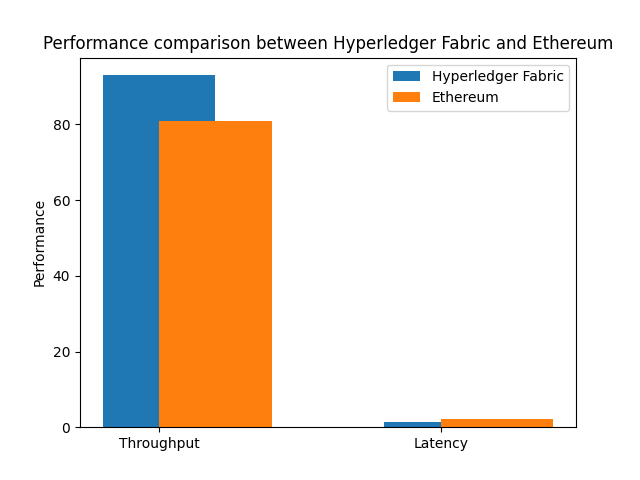 Performance comparison between Hyperledger Fabric and Ethereum
Hyperledger Fabric
Ethereum
Performance
80
60
40
20
0
Throughput
Latency